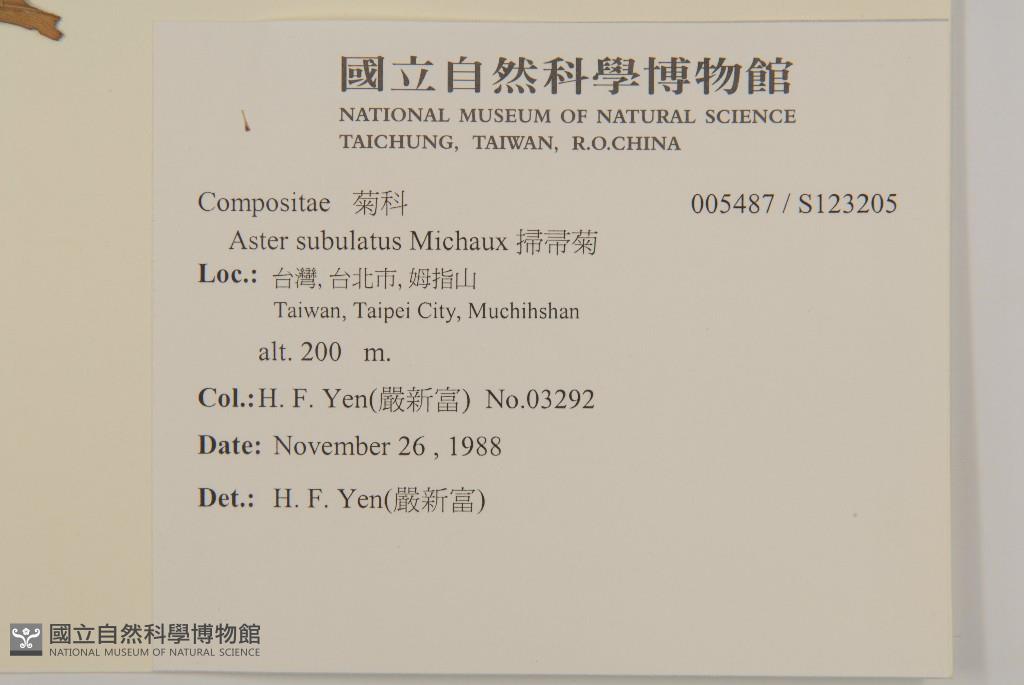 國立自然科學博物館
NATIONAL MUSEUM OF NATURAL SCIENCE
TAICHUNG, TAIWAN, R.O.CHINA
Compositae 菊科 005487 / S123205
Aster subulatus Michaux 掃帚菊
Loc.: 台灣, 台北市, 姆指山
Taiwan, Taipei City, Muchihshan
alt. 200 m.
Col.: H. F. Yen(嚴新富) No.03292
Date: November 26 , 1988
Det.: H. F. Yen(嚴新富)
國立自然科學博物館
NATIONAL MUSEUM OF NATURAL SCIENCE